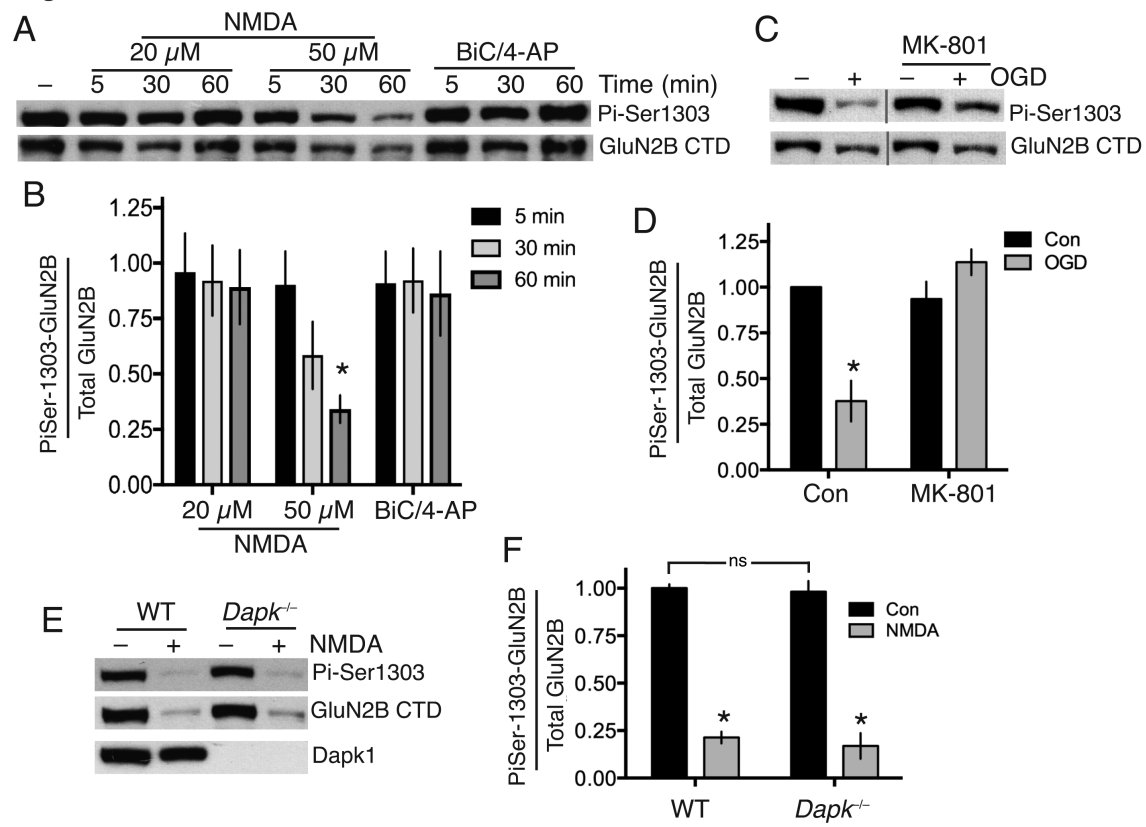 A
NMDA
20 µM 50 µM BiC/4-AP
– 5 30 60 5 30 60 5 30 60 Time (min)
Pi-Ser1303
GluN2B CTD
B
PiSer-1303-GluN2B
Total GluN2B
1.25
1.00
0.75
0.50
0.25
0.00
*
5 min
30 min
60 min
20 µM 50 µM BiC/4-AP
NMDA
C
MK-801
– + – + OGD
Pi-Ser1303
GluN2B CTD
D
PiSer-1303-GluN2B
Total GluN2B
1.25
1.00
0.75
0.50
0.25
0.00
*
Con
OGD
Con MK-801
E
WT Dapk–/–
– + – + NMDA
Pi-Ser1303
GluN2B CTD
Dapk1
F
PiSer-1303-GluN2B
Total GluN2B
1.00
0.75
0.50
0.25
0.00
ns
* *
Con
NMDA
WT Dapk–/–